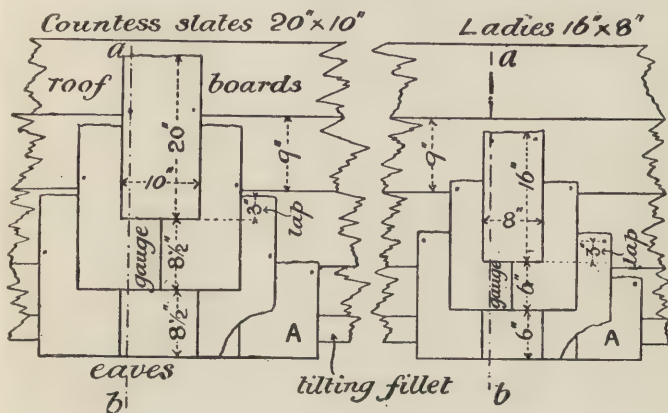 Countess slates 20"×10"
Ladies 16"×8"
a
a
roof boards
20"
9"
9"
16"
10"
8"
3"
lap
3"
lap
gauge
8½"
gauge
6"
8½"
6"
A
A
eaves
tilting fillet
b
b